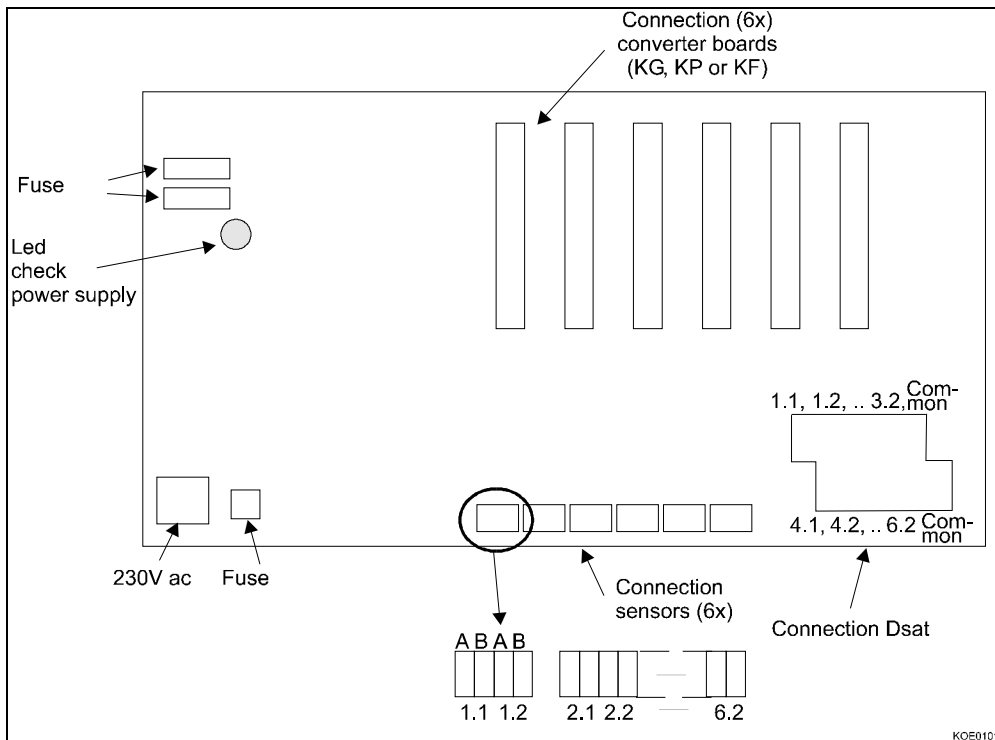 Connection (6x)
converter boards
(KG, KP or KF)
Fuse
Led
check
power supply
1.1, 1.2, .. 3.2, Com-
mon
4.1, 4.2, .. 6.2 Com-
mon
230V ac
Fuse
Connection
sensors (6x)
Connection Dsat
A B A B
1.1 1.2 2.1 2.2 6.2